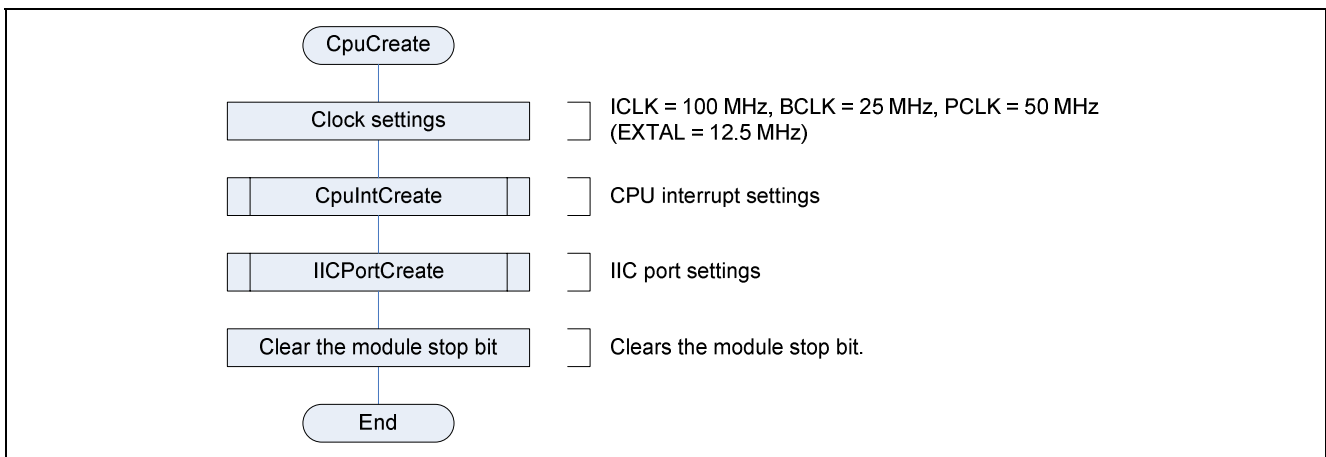 CpuCreate
Clock settings
ICLK = 100 MHz, BCLK = 25 MHz, PCLK = 50 MHz
(EXTAL = 12.5 MHz)
CpuIntCreate
CPU interrupt settings
IICPortCreate
IIC port settings
Clear the module stop bit
Clears the module stop bit.
End